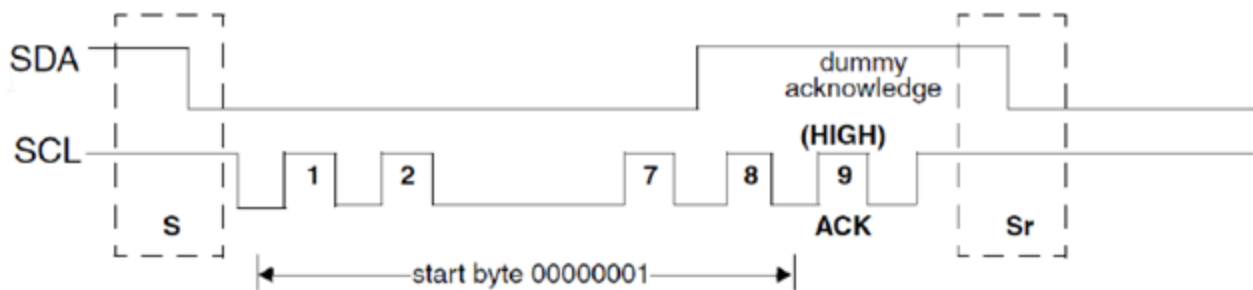 SDA
dummy
acknowledge
(HIGH)
SCL
1 2 7 8 9
S ACK Sr
start byte 00000001